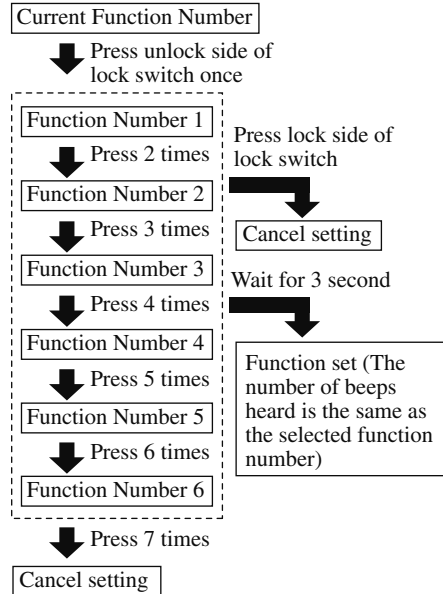 Current Function Number
Press unlock side of
lock switch once
Function Number 1
Press 2 times
Function Number 2
Press lock side of
lock switch
Cancel setting
Press 3 times
Function Number 3
Wait for 3 second
Press 4 times
Function Number 4
Function set (The
number of beeps
heard is the same as
the selected function
number)
Press 5 times
Function Number 5
Press 6 times
Function Number 6
Press 7 times
Cancel setting